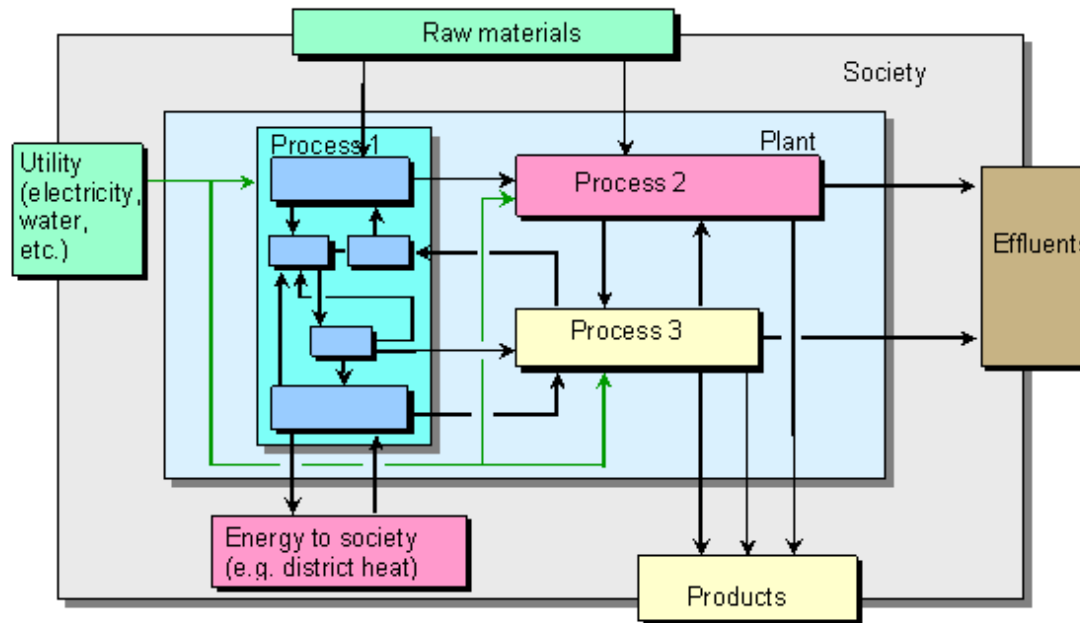 Raw materials
Society
Process 1
Plant
Utility
(electricity,
water,
etc.)
Process 2
Effluents
Process 3
Energy to society
(e.g. district heat)
Products